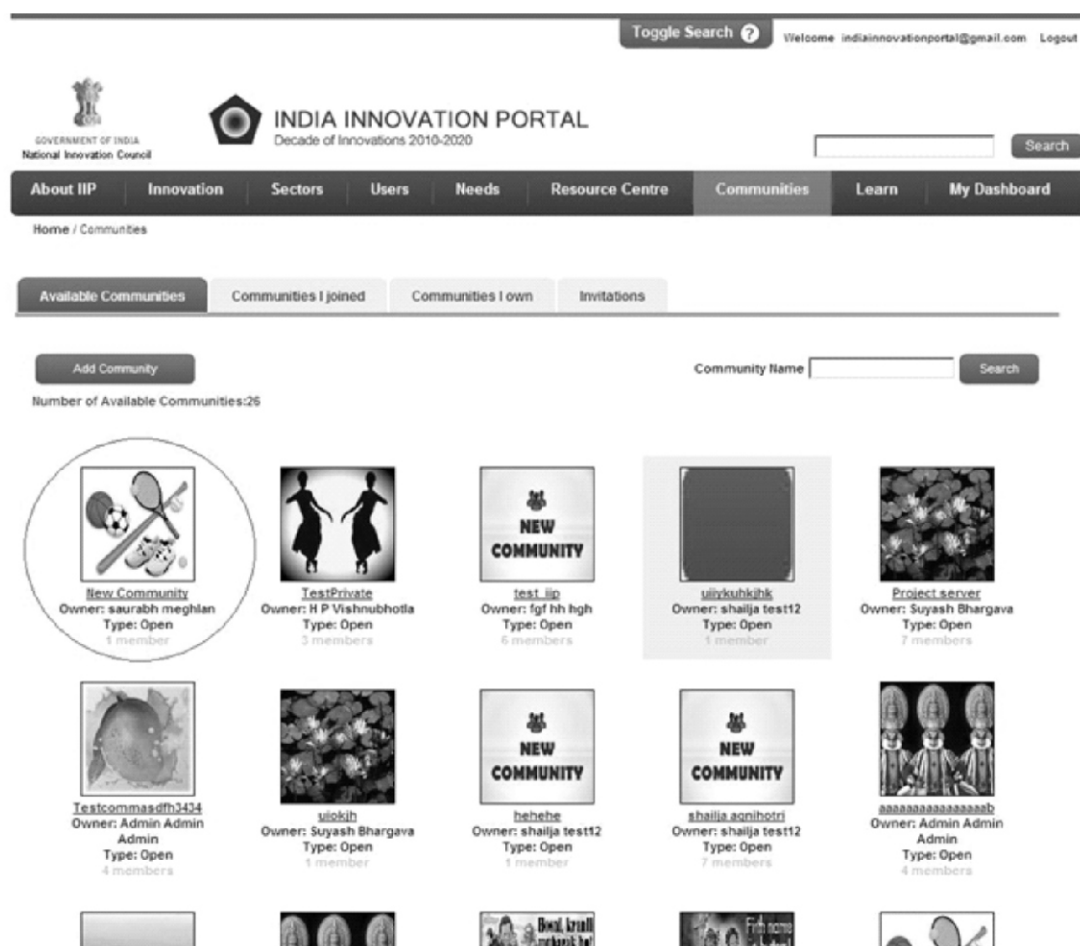 Toggle Search ?
Welcome indiainnovationportal@gmail.com Logout
GOVERNMENT OF INDIA
National Innovation Council
INDIA INNOVATION PORTAL
Decade of Innovations 2010-2020
Search
About IIP Innovation Sectors Users Needs Resource Centre Communities Learn My Dashboard
Home / Communities
Available Communities Communities I joined Communities I own Invitations
Add Community
Community Name Search
Number of Available Communities:26
NEW
COMMUNITY
New Community TestPrivate test iip uiiykuhkjhk Project server
Owner: saurabh meghlan Owner: H P Vishnubhotla Owner: fgf hh hgh Owner: shailja test12 Owner: Suyash Bhargava
Type: Open Type: Open Type: Open Type: Open Type: Open
1 member 3 members 6 members 1 member 7 members
NEW NEW
COMMUNITY COMMUNITY
Testcommasdfh3434 uiokjh hehehe shailja agnihotri aaaaaaaaaaaaaaaab
Owner: Admin Admin Admin Owner: Suyash Bhargava Owner: shailja test12 Owner: shailja test12 Owner: Admin Admin Admin
Type: Open Type: Open Type: Open Type: Open Type: Open
4 members 1 member 1 member 7 members 4 members